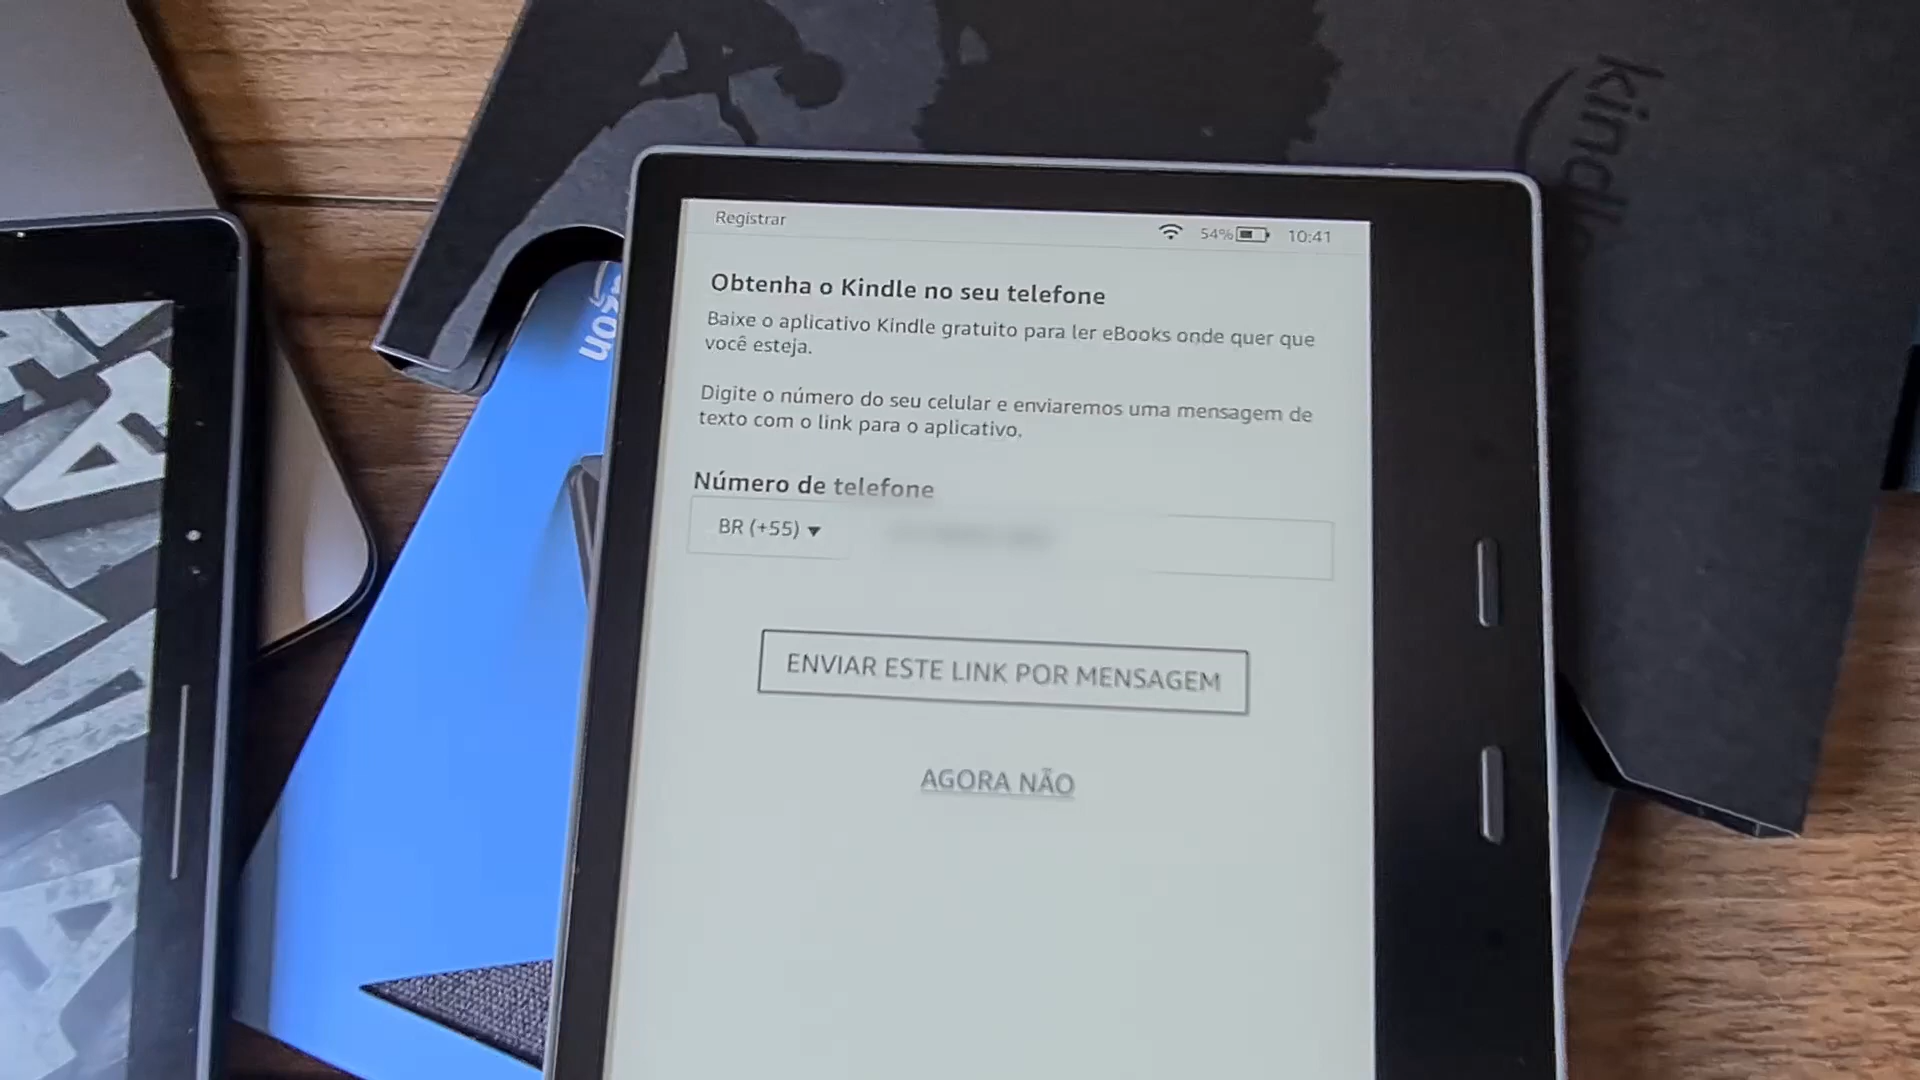 kindle
Registrar
54%
10:41
Obtenha o Kindle no seu telefone
Baixe o aplicativo Kindle gratuito para ler eBooks onde quer que
você esteja.
Digite o número do seu celular e enviaremos uma mensagem de
texto com o link para o aplicativo.
Número de telefone
BR (+55)
ENVIAR ESTE LINK POR MENSAGEM
AGORA NÃO